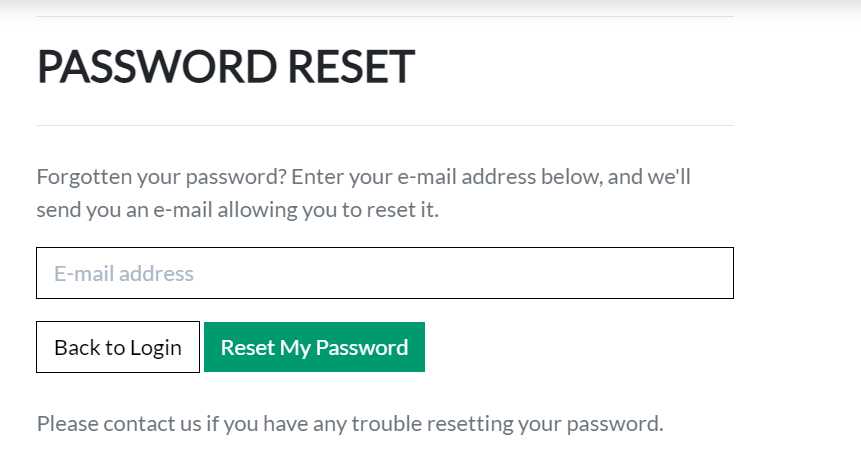 PASSWORD RESET
Forgotten your password? Enter your e-mail address below, and we'll
send you an e-mail allowing you to reset it.
E-mail address
Back to Login Reset My Password
Please contact us if you have any trouble resetting your password.